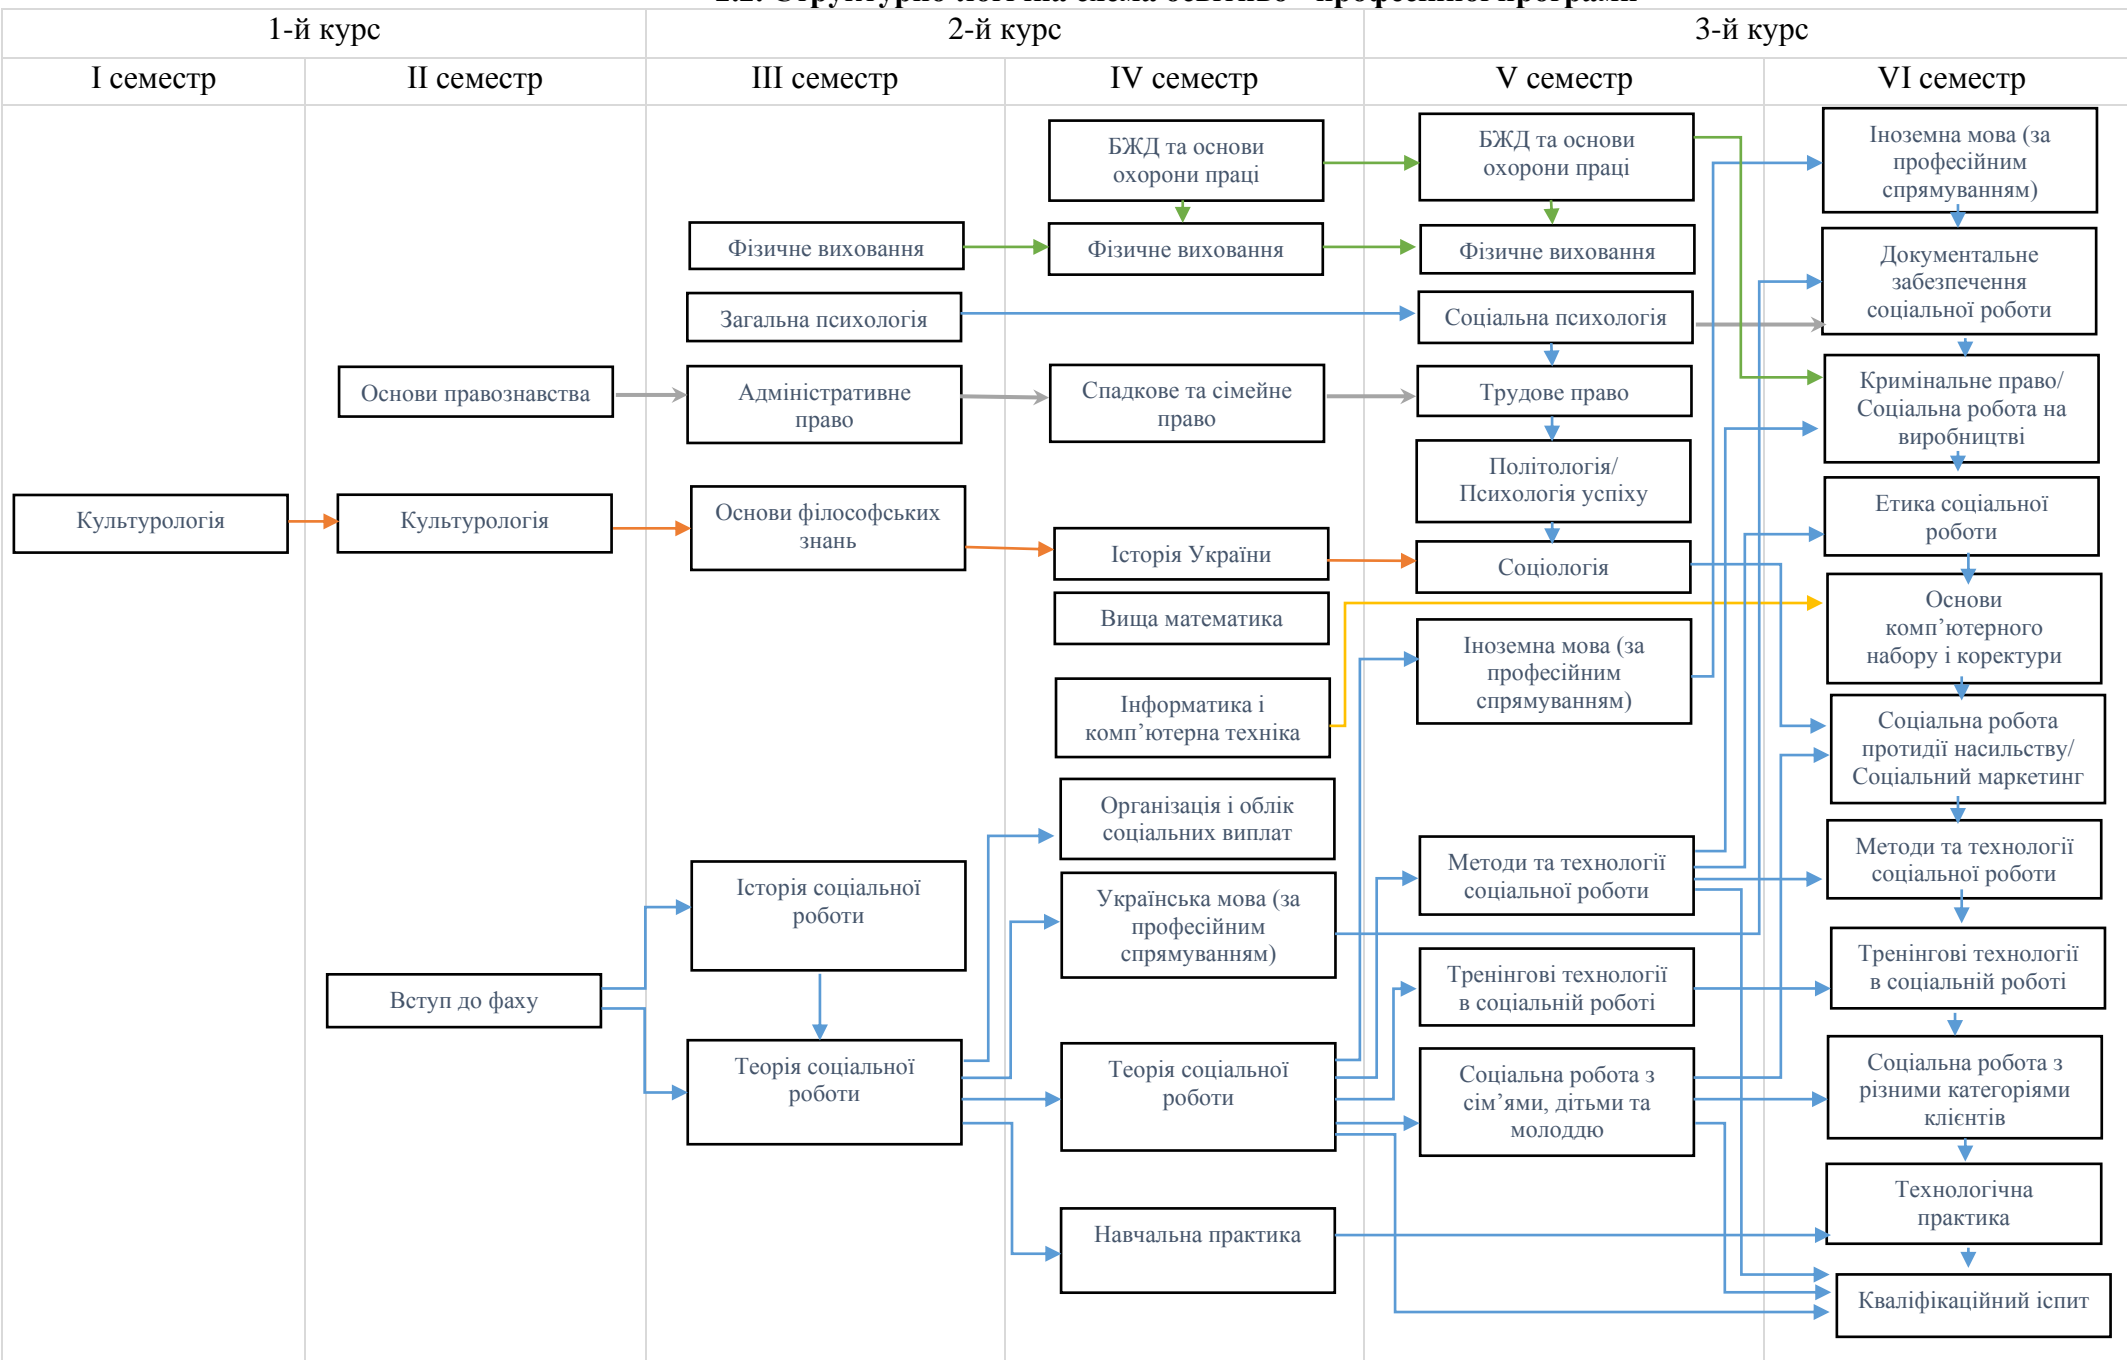 1-й курс
2-й курс
3-й курс
I семестр
II семестр
III семестр
IV семестр
V семестр
VI семестр
Культурологія
Основи правознавства
Культурологія
Вступ до фаху
Фізичне виховання
Загальна психологія
Адміністративне
право
Основи філософських
знань
Історія соціальної
роботи
Теорія соціальної
роботи
БЖД та основи
охорони праці
Фізичне виховання
Спадкове та сімейне
право
Історія України
Вища математика
Інформатика і
комп’ютерна техніка
Організація і облік
соціальних виплат
Українська мова (за
професійним
спрямуванням)
Теорія соціальної
роботи
Навчальна практика
БЖД та основи
охорони праці
Фізичне виховання
Соціальна психологія
Трудове право
Політологія/
Психологія успіху
Соціологія
Іноземна мова (за
професійним
спрямуванням)
Методи та технології
соціальної роботи
Тренінгові технології
в соціальній роботі
Соціальна робота з
сім’ями, дітьми та
молоддю
Іноземна мова (за
професійним
спрямуванням)
Документальне
забезпечення
соціальної роботи
Кримінальне право/
Соціальна робота на
виробництві
Етика соціальної
роботи
Основи
комп’ютерного
набору і коректури
Соціальна робота
протидії насильству/
Соціальний маркетинг
Методи та технології
соціальної роботи
Тренінгові технології
в соціальній роботі
Соціальна робота з
різними категоріями
клієнтів
Технологічна
практика
Кваліфікаційний іспит